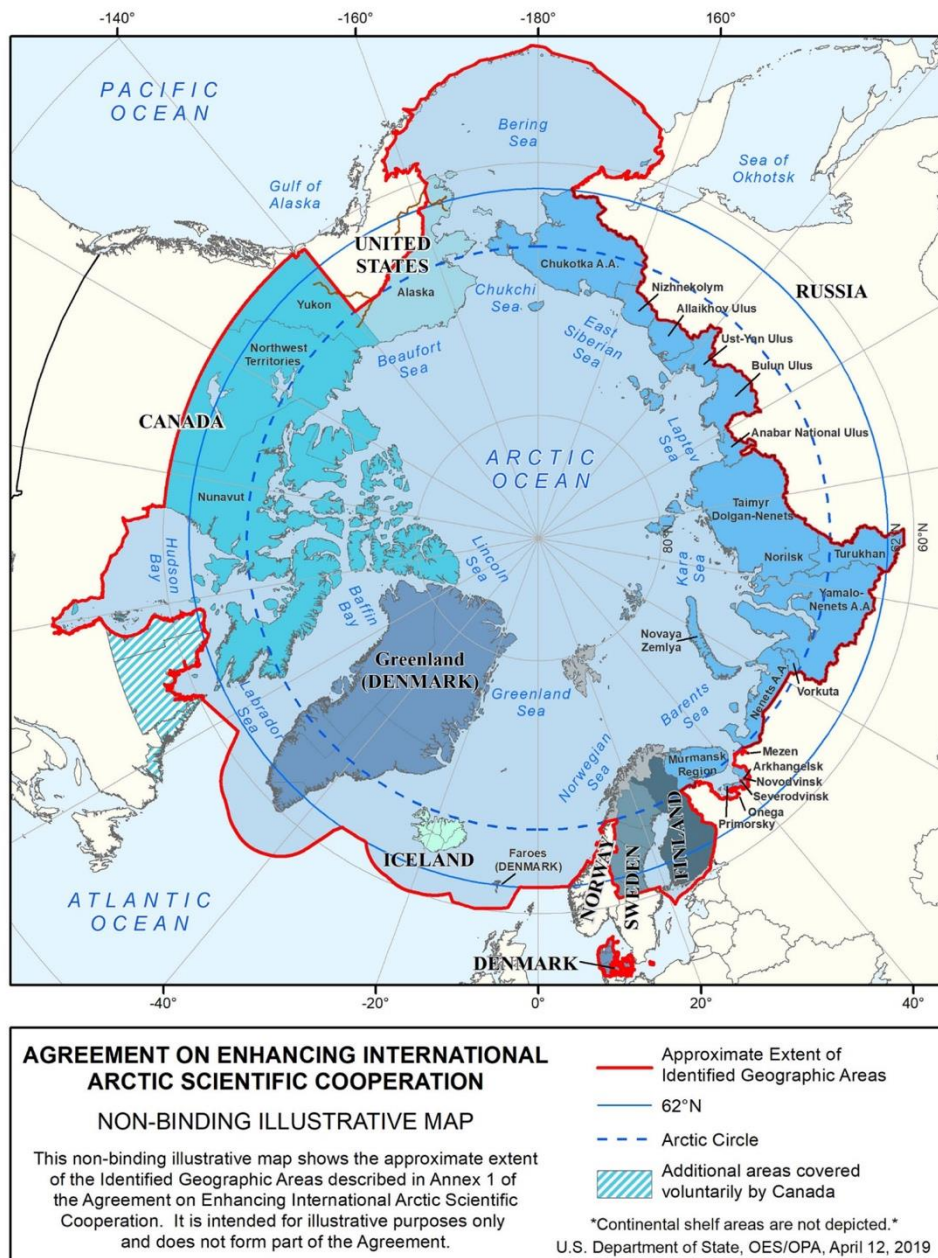 -140°
-160°
-180°
160°
PACIFIC
OCEAN
Bering
Sea
Sea of
Okhotsk
Gulf of
Alaska
UNITED
STATES
Chukotka A.A.
RUSSIA
Yukon
Alaska
Chukchi
Sea
Nizhnekolym
Allaikhov Ulus
East
Siberian
Sea
Ust-Yan Ulus
Northwest
Territories
Beaufort
Sea
Bulun Ulus
CANADA
Laptev
Sea
Anabar National Ulus
ARCTIC
OCEAN
Nunavut
Taimyr
Dolgan-Nenets
80°N
62°N
60°N
Hudson
Bay
Lincoln
Sea
Kara
Sea
Norilsk
Turukhan
Baffin
Bay
Yamalo-
Nenets A.A
Novaya
Zemlya
Greenland
(DENMARK)
Labrador
Sea
Greenland
Sea
Barents
Sea
Nenets A.A.
Vorkuta
Norwegian
Sea
Murmansk
Region
Mezen
Arkhangelsk
Novodvinsk
Severodvinsk
Onega
Primorsky
ICELAND
Faroes
(DENMARK)
NORWAY
SWEDEN
FINLAND
ATLANTIC
OCEAN
DENMARK
-40°
-20°
0°
20°
40°
AGREEMENT ON ENHANCING INTERNATIONAL
ARCTIC SCIENTIFIC COOPERATION
NON-BINDING ILLUSTRATIVE MAP
This non-binding illustrative map shows the approximate extent
of the Identified Geographic Areas described in Annex 1 of
the Agreement on Enhancing International Arctic Scientific
Cooperation. It is intended for illustrative purposes only
and does not form part of the Agreement.
Approximate Extent of
Identified Geographic Areas
62°N
Arctic Circle
Additional areas covered
voluntarily by Canada
*Continental shelf areas are not depicted.*
U.S. Department of State, OES/OPA, April 12, 2019